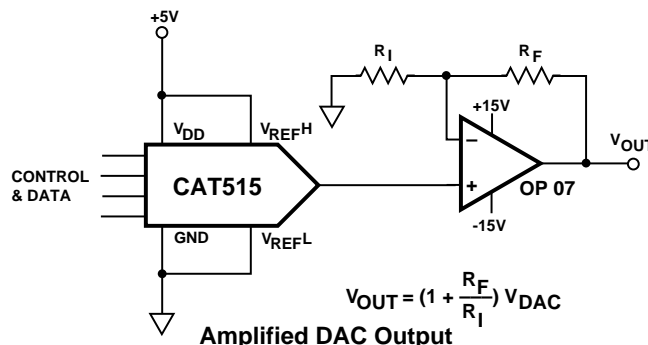 +5V
RI
RF
+15V
VDD
VREFH
VOUT
CONTROL
& DATA
CAT515
–
+
OP 07
GND
VREFL
-15V
VOUT = (1 + RF/RI) VDAC
Amplified DAC Output